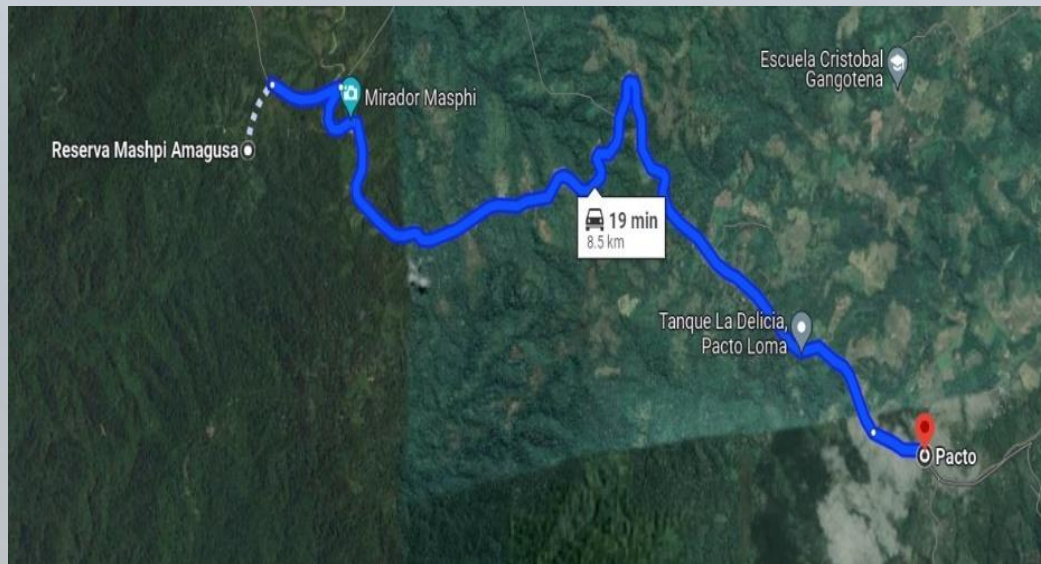 Escuela Cristobal
Gangotena
Mirador Masphi
Reserva Mashpi Amagusa
19 min
8.5 km
Tanque La Delicia,
Pacto Loma
Pacto